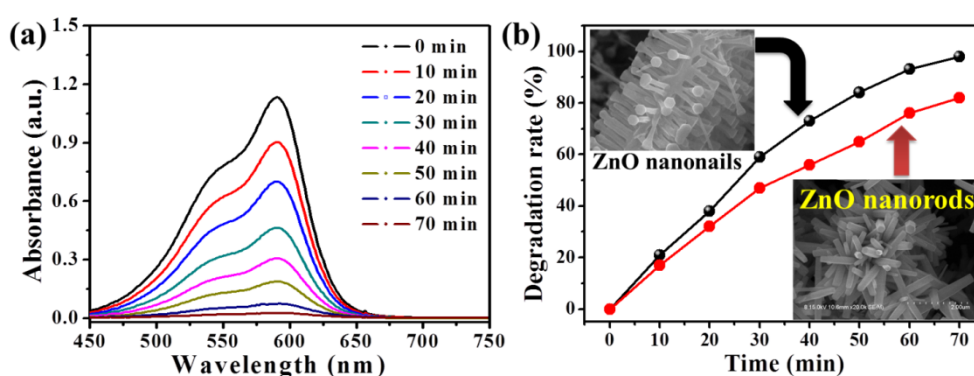 (a)
Absorbance (a.u.)
1.5
1.2
0.9
0.6
0.3
0.0
450 500 550 600 650 700 750
Wavelength (nm)
0 min
10 min
20 min
30 min
40 min
50 min
60 min
70 min
(b)
Degradation rate (%)
100
80
60
40
20
0
0 10 20 30 40 50 60 70
Time (min)
ZnO nanonails
ZnO nanorods